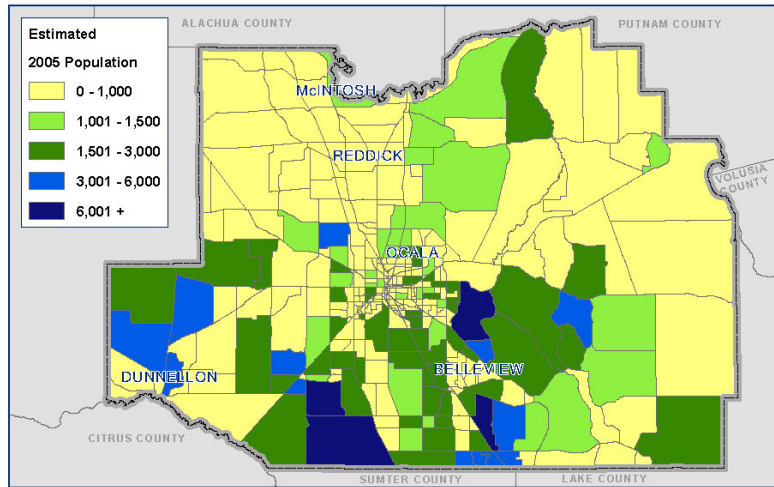 ALACHUA COUNTY
PUTNAM COUNTY
Estimated
2005 Population
0 - 1,000
1,001 - 1,500
1,501 - 3,000
3,001 - 6,000
6,001 +
McINTOSH
REDDICK
VOLUSIA
COUNTY
OCALA
DUNNELLON
BELLEVIEW
CITRUS COUNTY
SUMTER COUNTY
LAKE COUNTY